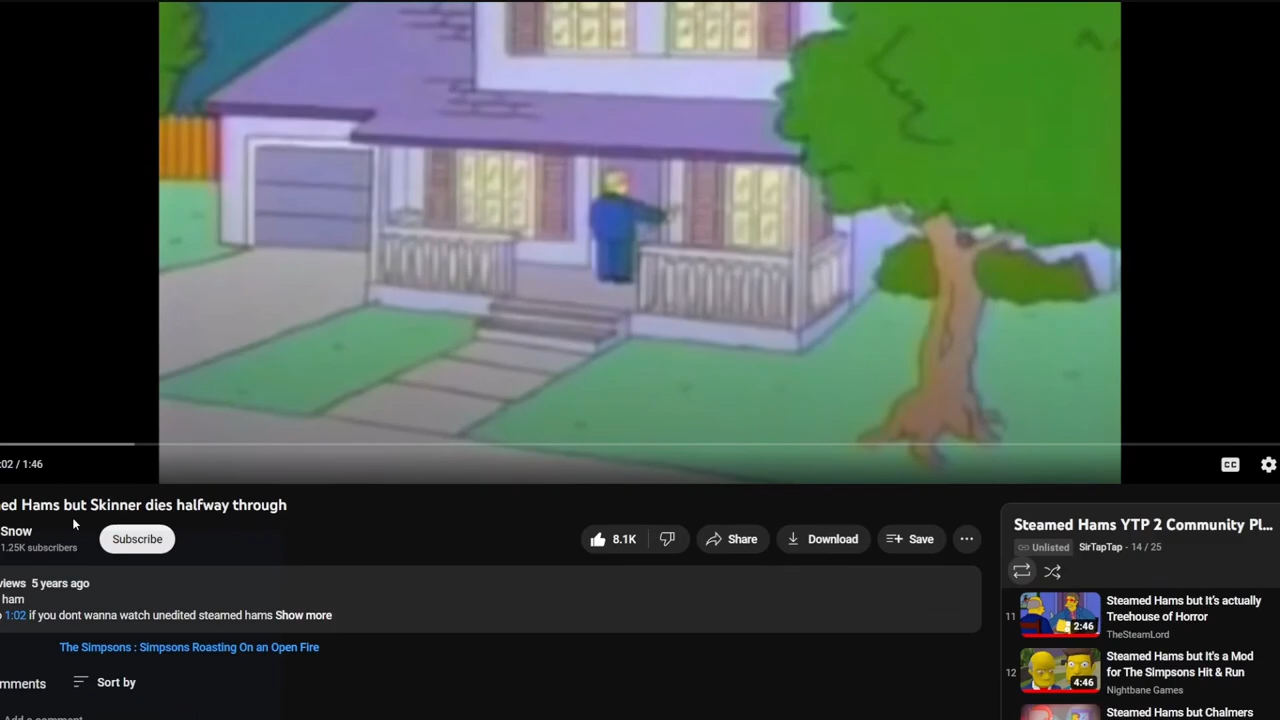 :02 / 1:46
CC
ed Hams but Skinner dies halfway through
Snow
1.25K subscribers
Subscribe
8.1K
Share
Download
Save
views 5 years ago
ham
1:02 if you dont wanna watch unedited steamed hams Show more
The Simpsons : Simpsons Roasting On an Open Fire
mments
Sort by
Add a comment
Steamed Hams YTP 2 Community Pl...
Unlisted SirTapTap - 14 / 25
11
Steamed Hams but It's actually
Treehouse of Horror
2:46
TheSteamLord
12
Steamed Hams but It's a Mod
for The Simpsons Hit & Run
4:46
Nightbane Games
Steamed Hams but Chalmers